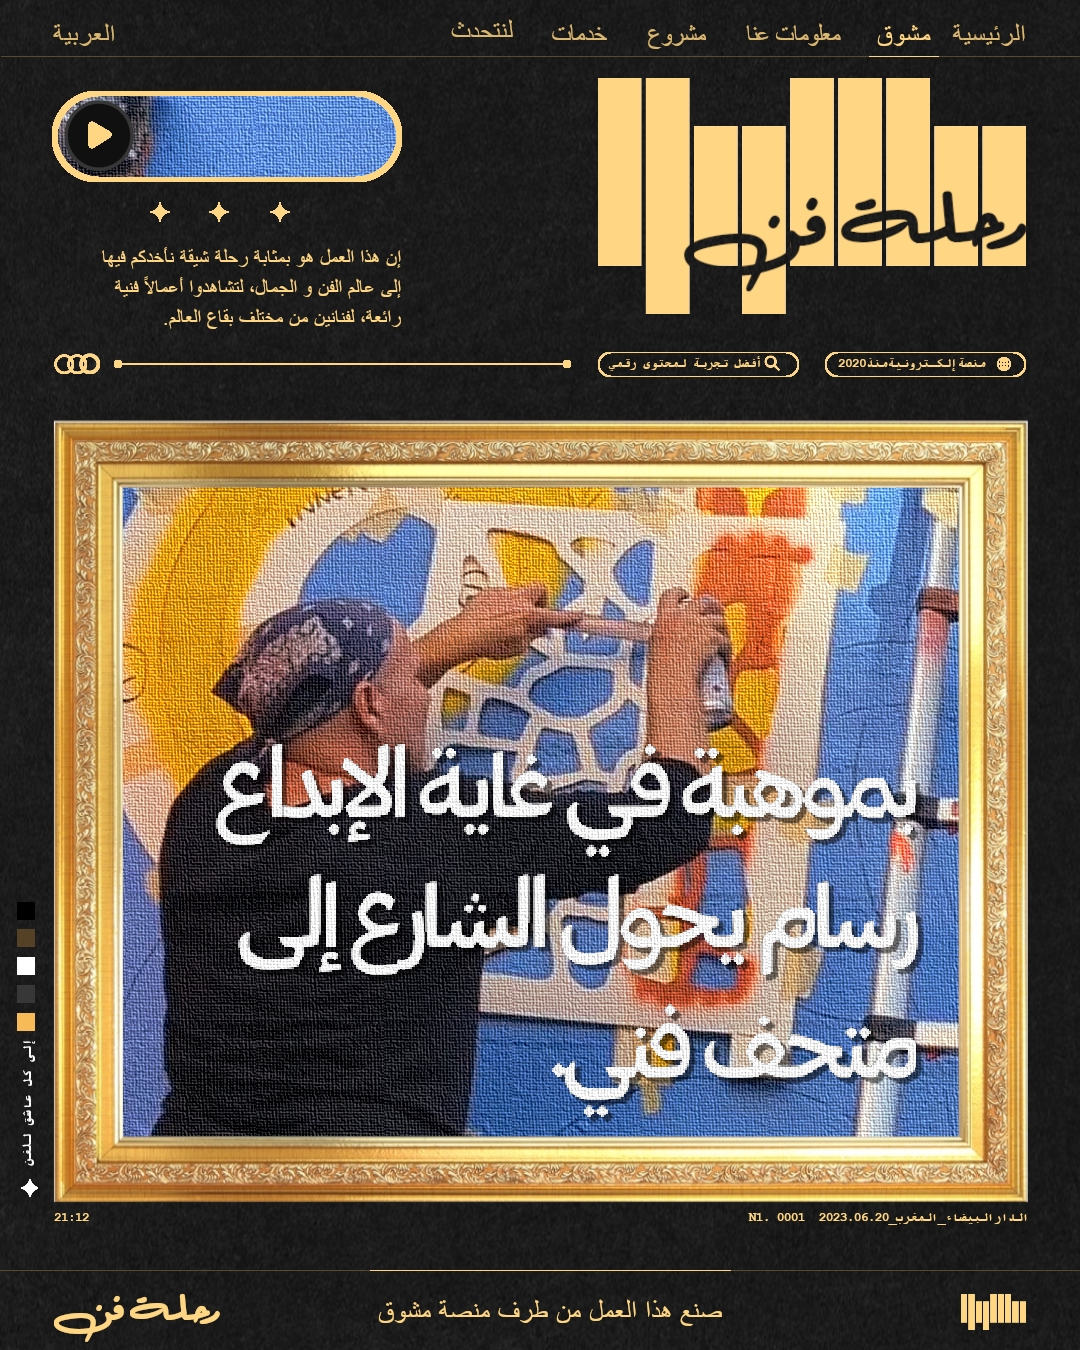 الرئيسية
مشوق
معلومات عنا
مشروع
خدمات
لنتحدث
العربية
رحلة فن
إن هذا العمل هو بمثابة رحلة شيقة نأخدكم فيها
إلى عالم الفن و الجمال، لتشاهدوا أعمالاً فنية
رائعة، لفنانين من مختلف بقاع العالم.
منصة إلكترونية منذ 2020
أفضل تجربة لمحتوى رقمي
بموهبة في غاية الإبداع
رسام يحول الشارع إلى
متحف فني.
إلى كل عاشق للفن
الدار البيضاء_المغرب_2023.06.20
N1. 0001
21:12
صنع هذا العمل من طرف منصة مشوق
رحلة فن